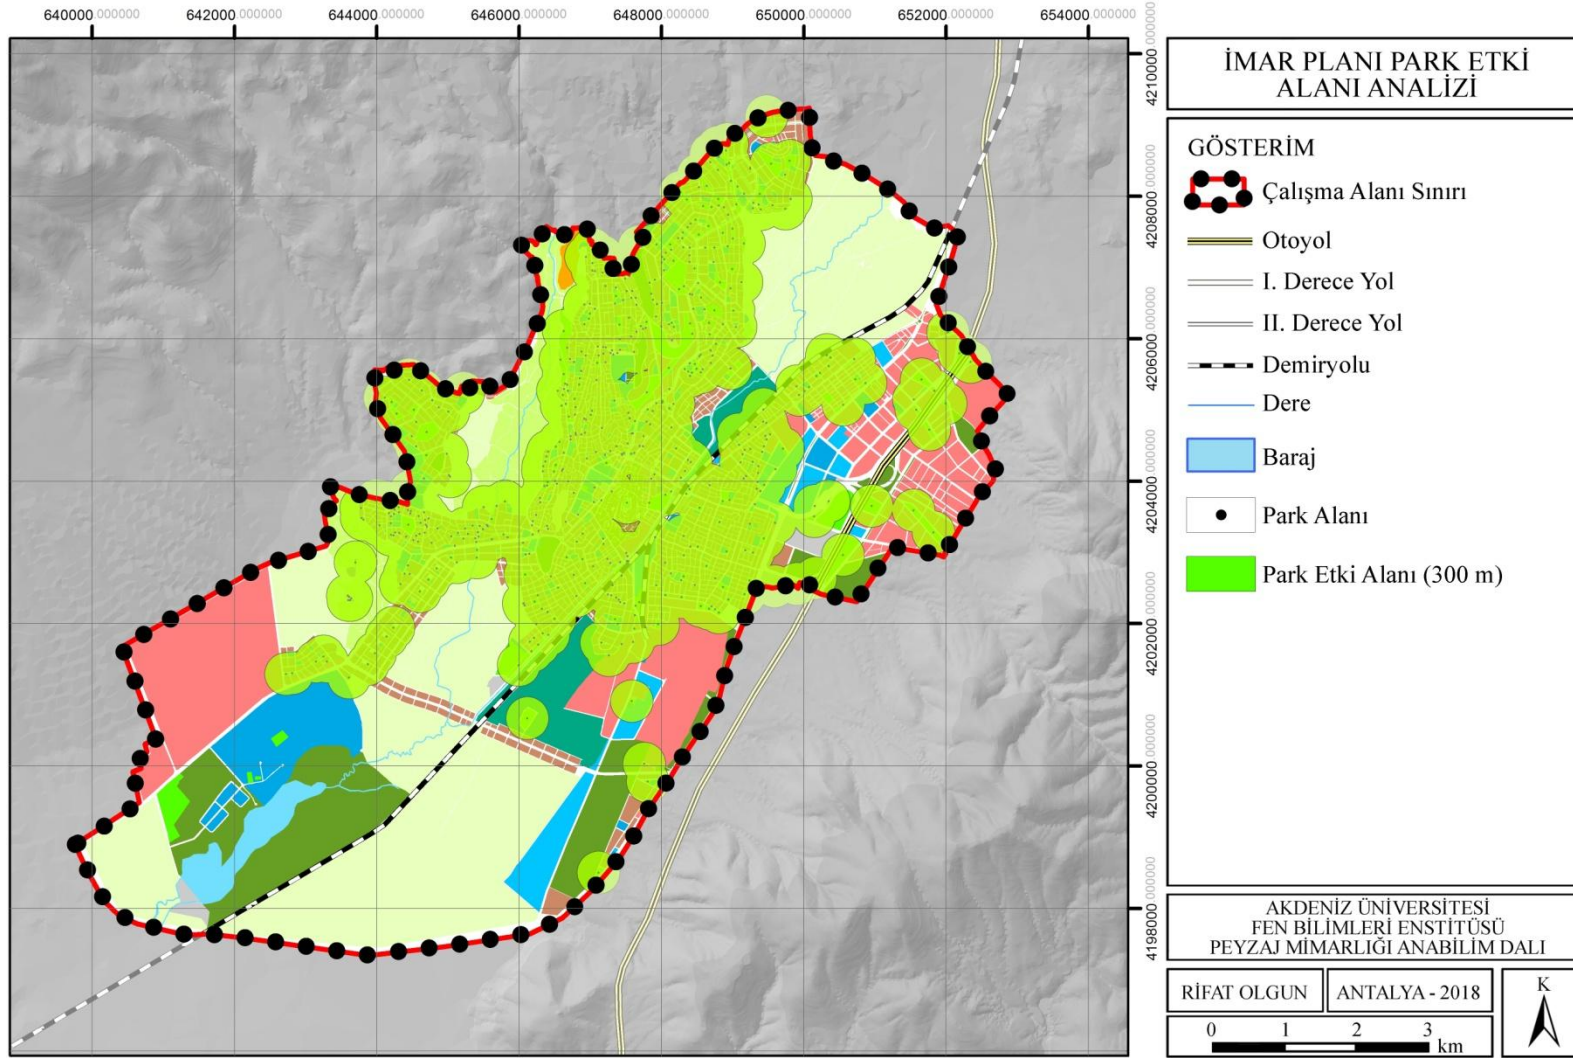 640000.000000 642000.000000 644000.000000 646000.000000 648000.000000 650000.000000 652000.000000 654000.000000
4210000.000000
4208000.000000
4206000.000000
4204000.000000
4202000.000000
4200000.000000
4198000.000000
İMAR PLANI PARK ETKİ
ALANI ANALİZİ
GÖSTERİM
Çalışma Alanı Sınırı
Otoyol
I. Derece Yol
II. Derece Yol
Demiryolu
Dere
Baraj
Park Alanı
Park Etki Alanı (300 m)
AKDENİZ ÜNİVERSİTESİ
FEN BİLİMLERİ ENSTİTÜSÜ
PEYZAJ MİMARLIĞI ANABİLİM DALI
RİFAT OLGUN
ANTALYA - 2018
K
0 1 2 3
km